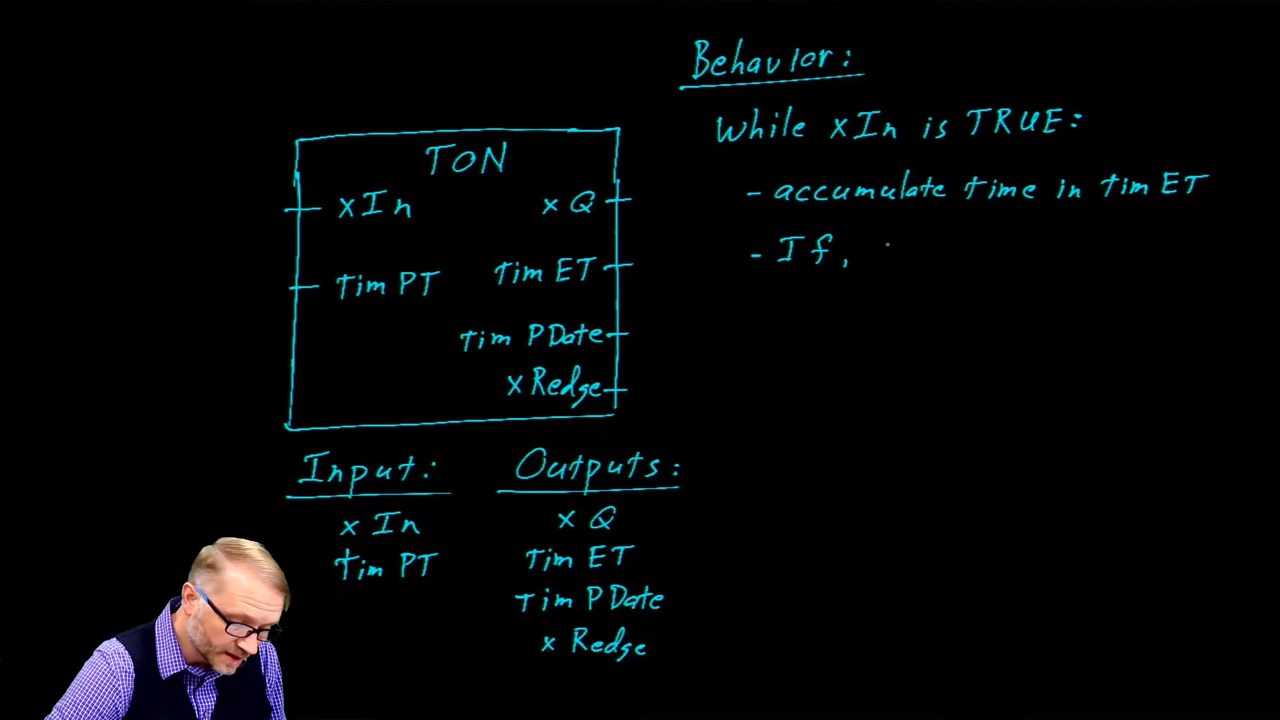 TON
xIn
xQ
timPT
timET
timPDate
xRedge
Input:
xIn
timPT
Outputs:
xQ
timET
timPDate
xRedge
Behavior:
While xIn is TRUE:
- accumulate time in timET
- If,